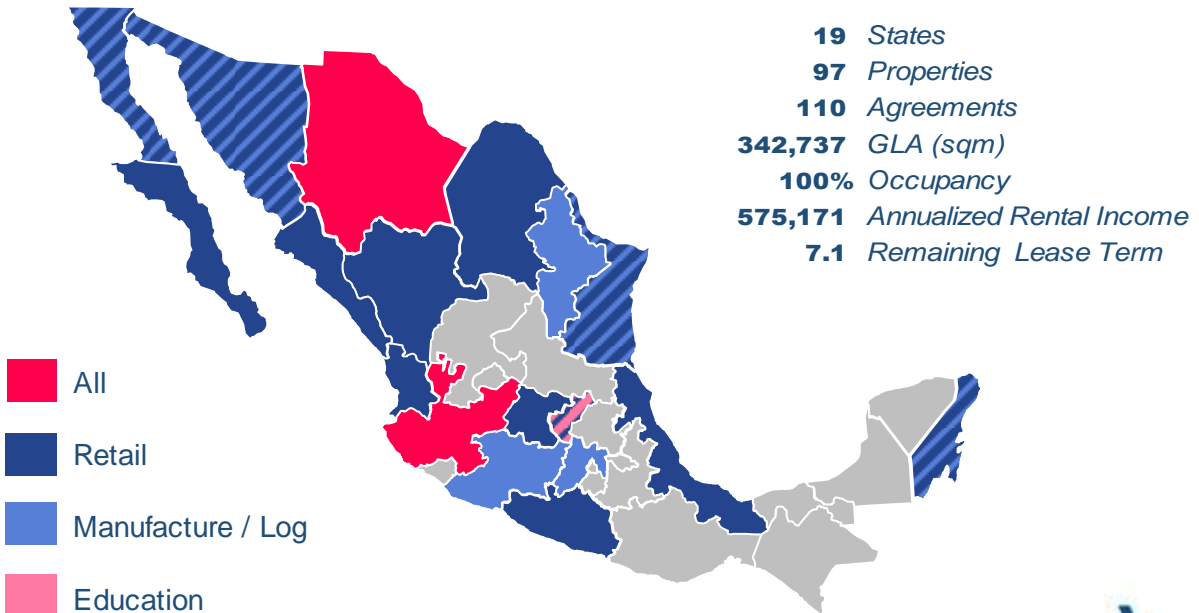 19 States
97 Properties
110 Agreements
342,737 GLA (sqm)
100% Occupancy
575,171 Annualized Rental Income
7.1 Remaining Lease Term
All
Retail
Manufacture / Log
Education